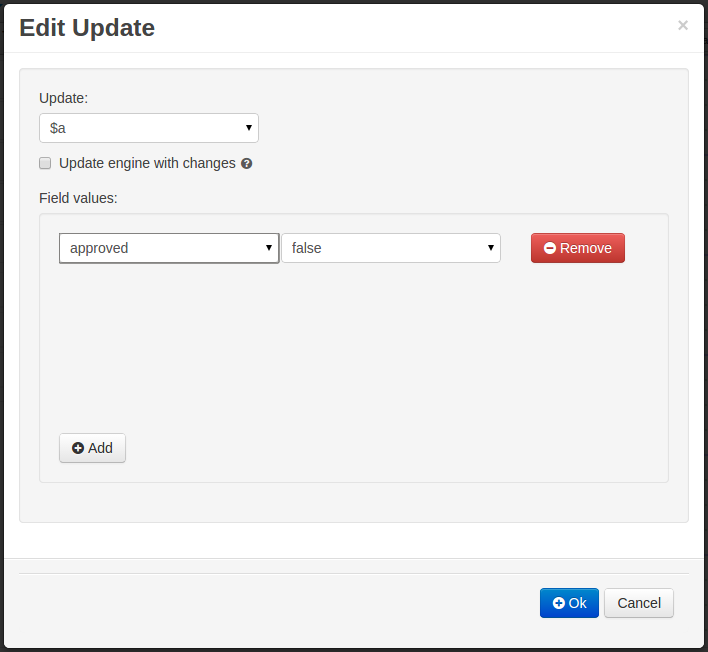 Edit Update
×
Update:
$a
Update engine with changes ?
Field values:
approved false Remove
Add
Ok Cancel